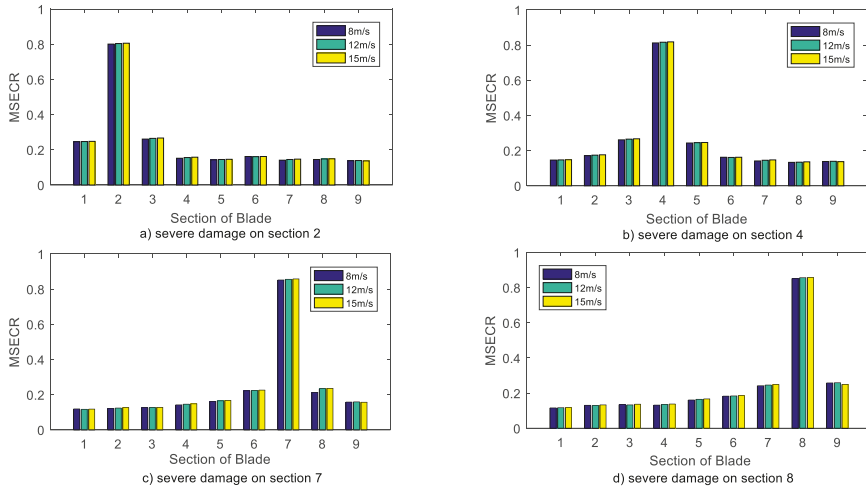 1
0.8
0.6
0.4
0.2
0
MSECR
8m/s
12m/s
15m/s
1 2 3 4 5 6 7 8 9
Section of Blade
a) severe damage on section 2
1
0.8
0.6
0.4
0.2
0
MSECR
8m/s
12m/s
15m/s
1 2 3 4 5 6 7 8 9
Section of Blade
b) severe damage on section 4
1
0.8
0.6
0.4
0.2
0
MSECR
8m/s
12m/s
15m/s
1 2 3 4 5 6 7 8 9
Section of Blade
c) severe damage on section 7
1
0.8
0.6
0.4
0.2
0
MSECR
8m/s
12m/s
15m/s
1 2 3 4 5 6 7 8 9
Section of Blade
d) severe damage on section 8